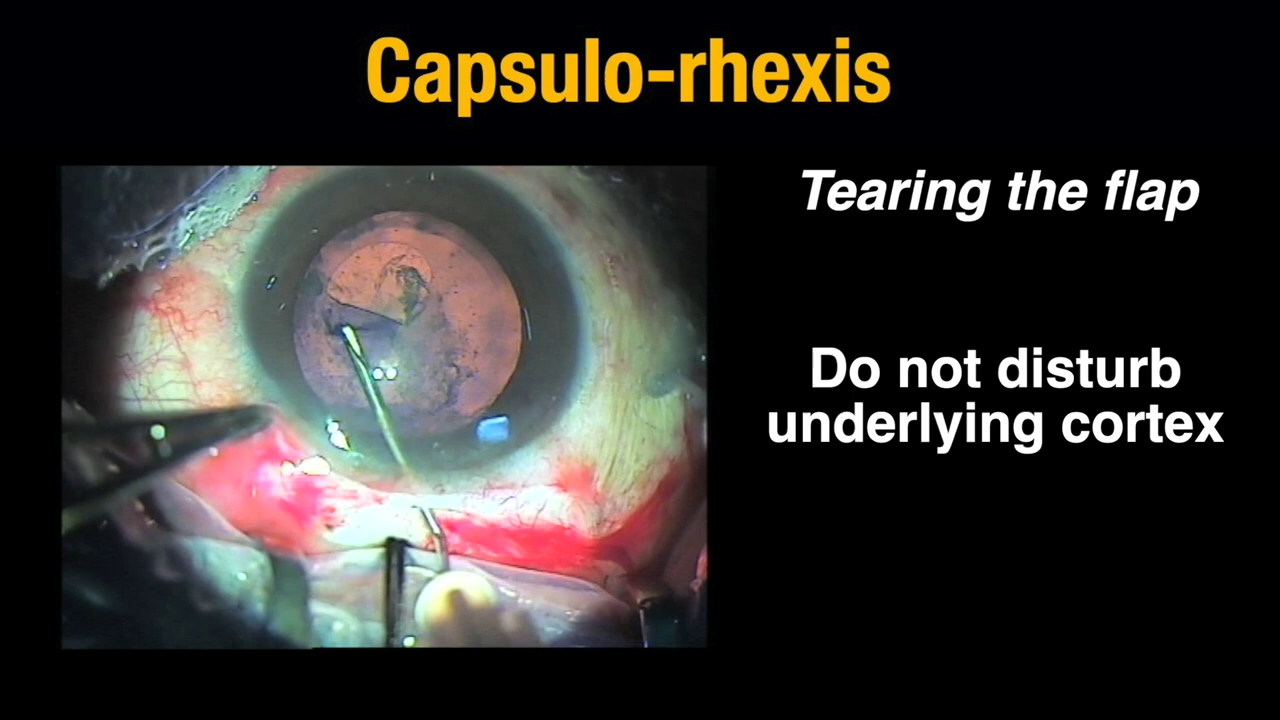 Capsulo-rhexis
Tearing the flap
Do not disturb
underlying cortex